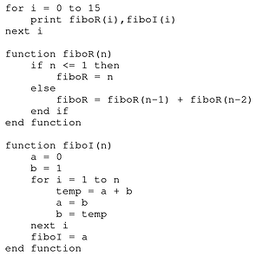 for i = 0 to 15
    print fiboR(i),fiboI(i)
next i

function fiboR(n)
    if n <= 1 then
        fiboR = n
    else
        fiboR = fiboR(n-1) + fiboR(n-2)
    end if
end function

function fiboI(n)
    a = 0
    b = 1
    for i = 1 to n
        temp = a + b
        a = b
        b = temp
    next i
    fiboI = a
end function